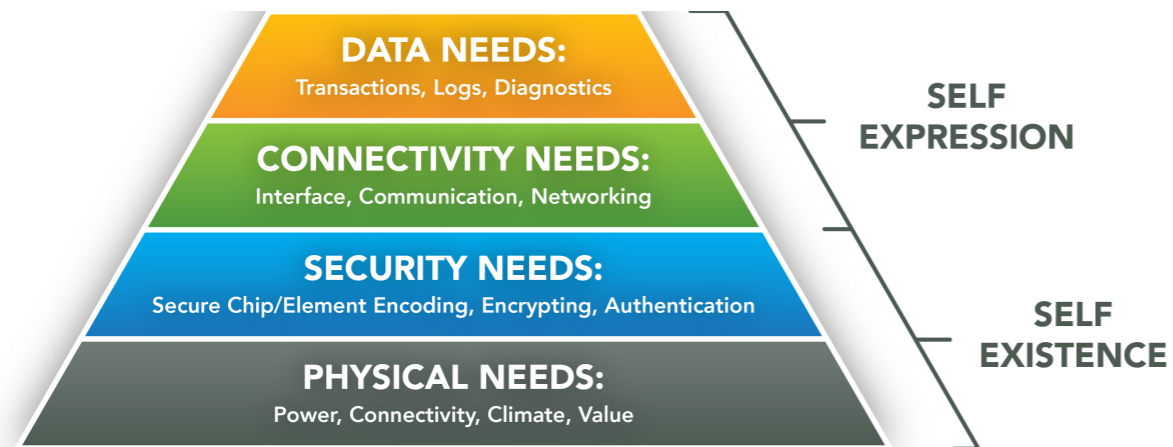 DATA NEEDS:
Transactions, Logs, Diagnostics
CONNECTIVITY NEEDS:
Interface, Communication, Networking
SECURITY NEEDS:
Secure Chip/Element Encoding, Encrypting, Authentication
PHYSICAL NEEDS:
Power, Connectivity, Climate, Value
SELF
EXPRESSION
SELF
EXISTENCE